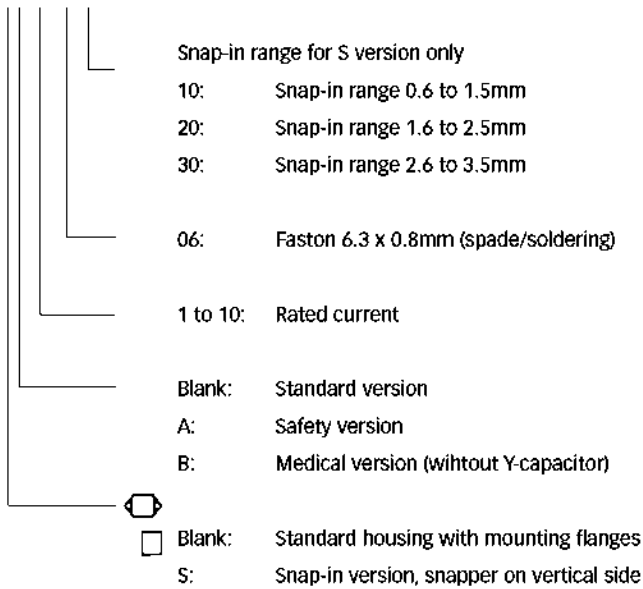 Snap-in range for S version only
10: Snap-in range 0.6 to 1.5mm
20: Snap-in range 1.6 to 2.5mm
30: Snap-in range 2.6 to 3.5mm
06: Faston 6.3 x 0.8mm (spade/soldering)
1 to 10: Rated current
Blank: Standard version
A: Safety version
B: Medical version (wihtout Y-capacitor)
Blank: Standard housing with mounting flanges
S: Snap-in version, snapper on vertical side